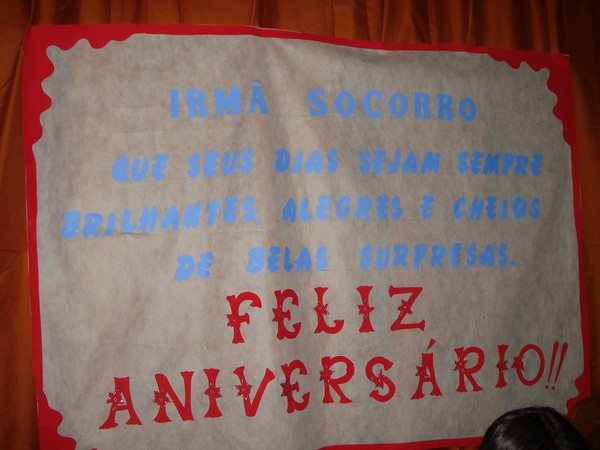 IRMÃ SOCORRO
QUE SEUS DIAS SEJAM SEMPRE
BRILHANTES, ALEGRES E CHEIOS
DE BELAS SURPRESAS.
FELIZ
ANIVERSÁRIO!!